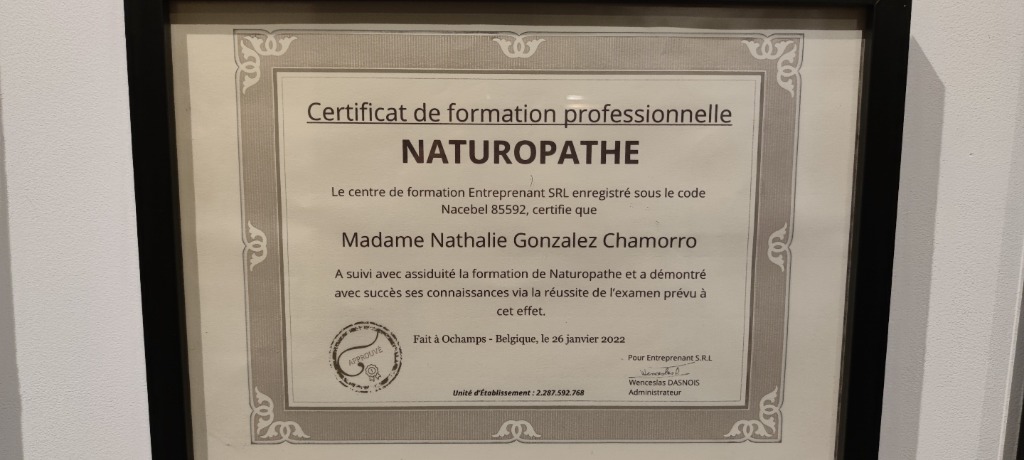 Certificat de formation professionnelle
NATUROPATHE
Le centre de formation Entreprenant SRL enregistré sous le code
Nacebel 85592, certifie que
Madame Nathalie Gonzalez Chamorro
A suivi avec assiduité la formation de Naturopathe et a démontré
avec succès ses connaissances via la réussite de l'examen prévu à
cet effet.
Fait à Ochamps - Belgique, le 26 janvier 2022
APPROUVÉ
Pour Entreprenant S.R.L
Wenceslas DASNOIS
Administrateur
Unité d'Établissement : 2.287.592.768